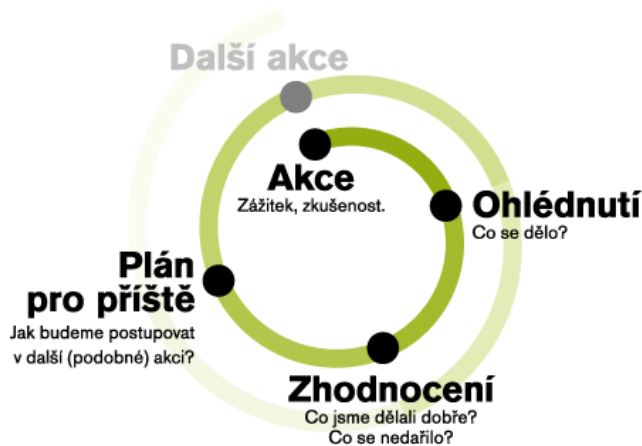 Další akce
Akce
Zážitek, zkušenost.
Ohlédnutí
Co se dělo?
Zhodnocení
Co jsme dělali dobře?
Co se nedařilo?
Plán
pro příště
Jak budeme postupovat
v další (podobné) akci?